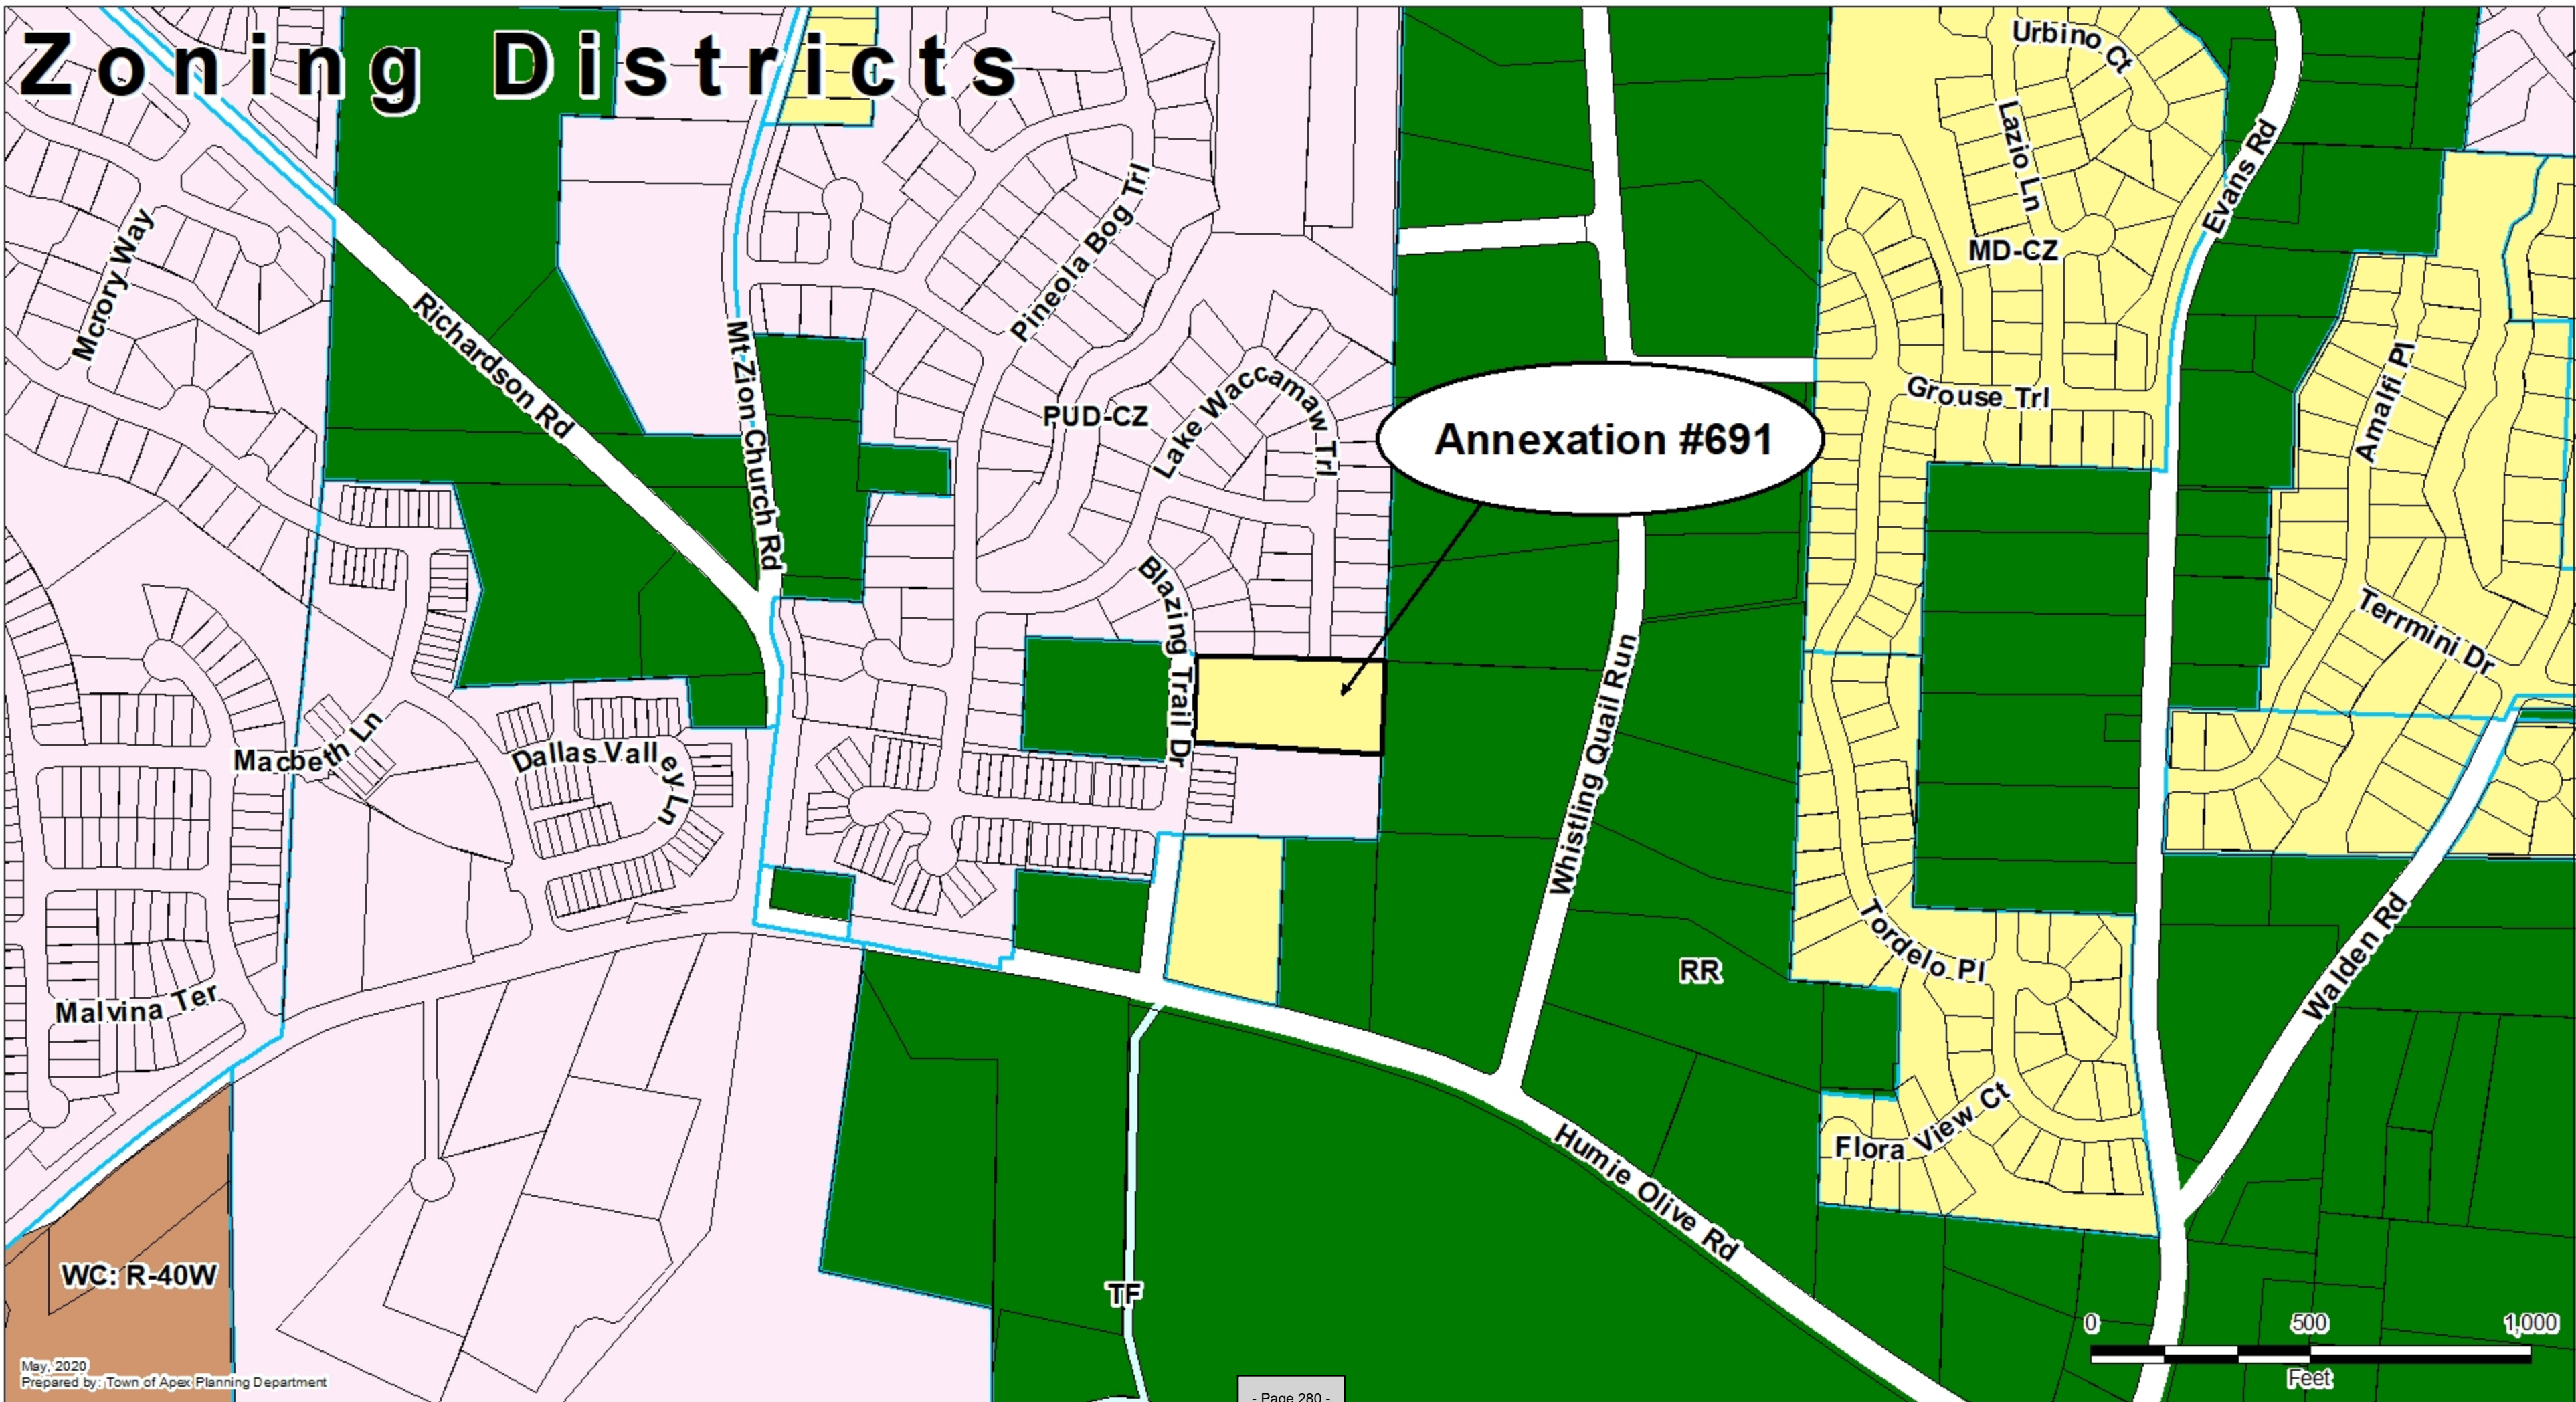 Zoning Districts
Urbino Ct
Lazio Ln
Evans Rd
Mcrory Way
Pineola Bog Trl
MD-CZ
Richardson Rd
Mt-Zion-Church Rd
Amalfi Pl
Grouse Trl
PUD-CZ
Lake Waccamaw Trl
Annexation #691
Blazing Trail Dr
Terrmini Dr
Whistling Quail Run
Macbeth Ln
Dallas Valley Ln
Tordelo Pl
Walden Rd
RR
Malvina Ter
Flora View Ct
Humie Olive Rd
WC: R-40W
TF
0 500 1,000
Feet
May, 2020
Prepared by: Town of Apex Planning Department
- Page 280 -